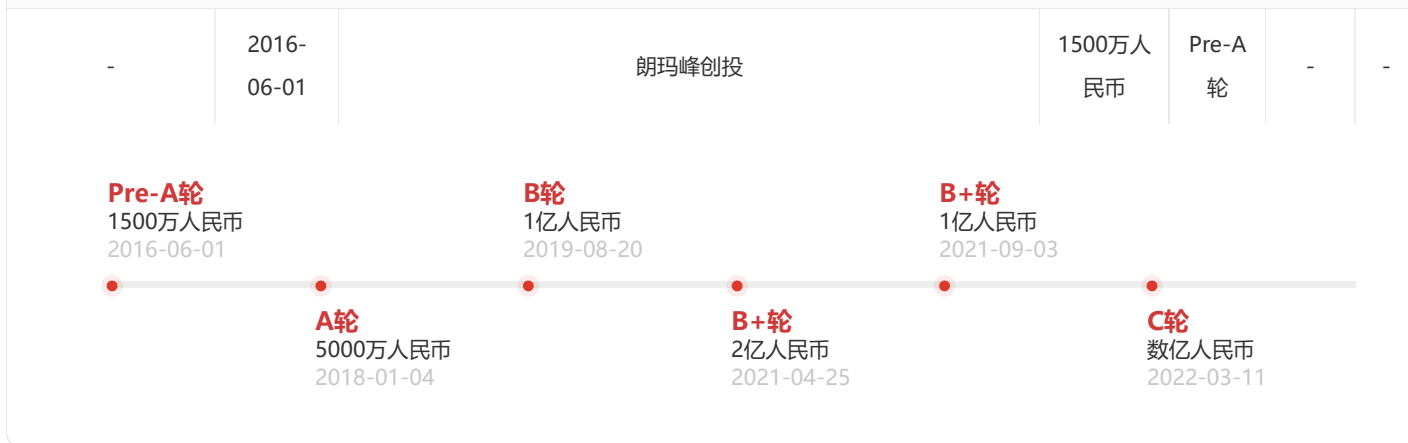 -
2016-
06-01
朗玛峰创投
1500万人
民币
Pre-A
轮
-
-
Pre-A轮
1500万人民币
2016-06-01
B轮
1亿人民币
2019-08-20
B+轮
1亿人民币
2021-09-03
A轮
5000万人民币
2018-01-04
B+轮
2亿人民币
2021-04-25
C轮
数亿人民币
2022-03-11